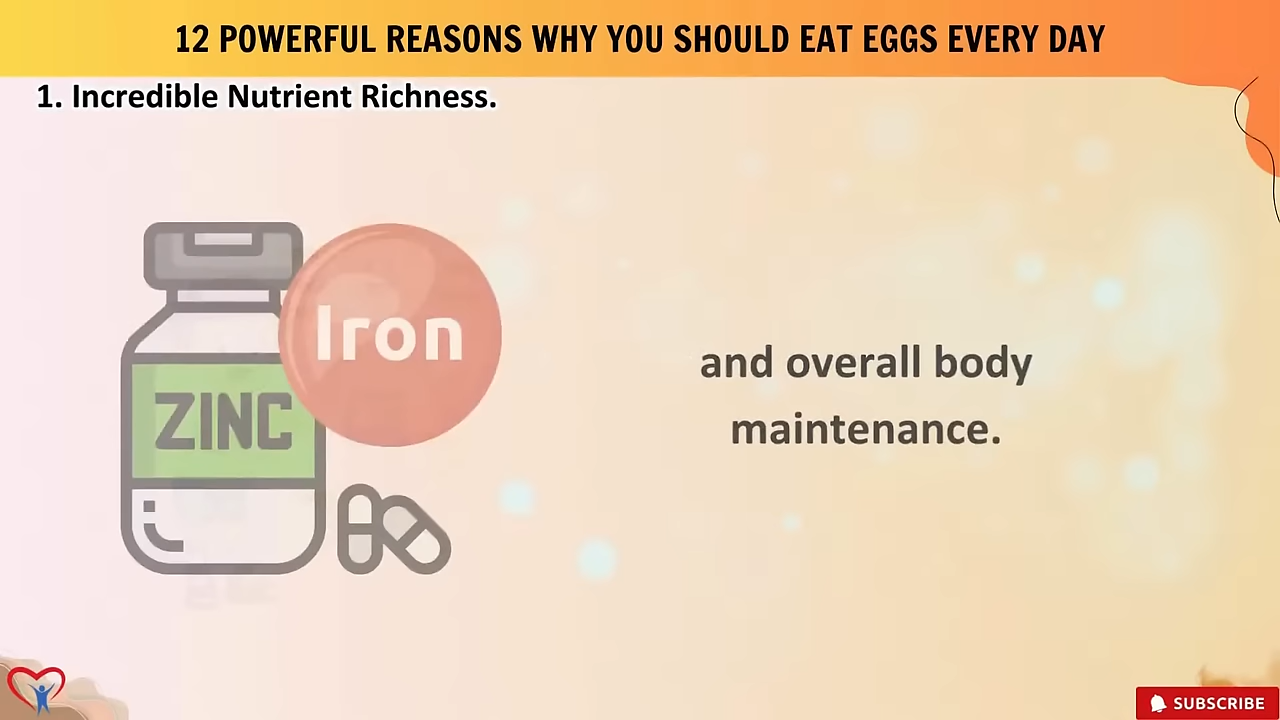 12 POWERFUL REASONS WHY YOU SHOULD EAT EGGS EVERY DAY
1. Incredible Nutrient Richness.
Iron
ZINC
and overall body
maintenance.
SUBSCRIBE